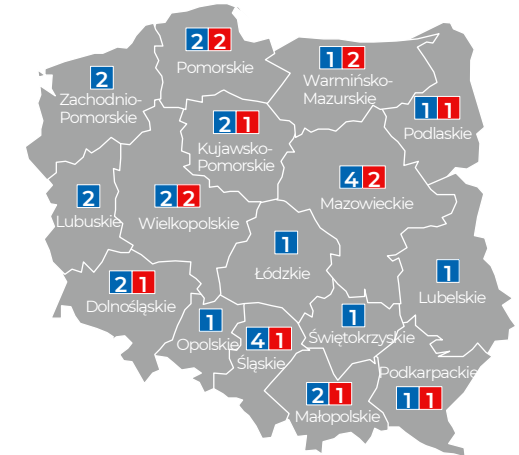 2 2
Pomorskie
1 2
Warmińsko-
Mazurskie
2
Zachodnio-
Pomorskie
1 1
Podlaskie
2 1
Kujawsko-
Pomorskie
4 2
Mazowieckie
2
Lubuskie
2 2
Wielkopolskie
1
Łódzkie
1
Lubelskie
2 1
Dolnośląskie
1
Opolskie
4 1
Śląskie
1
Świętokrzyskie
Podkarpackie
1 1
2 1
Małopolskie